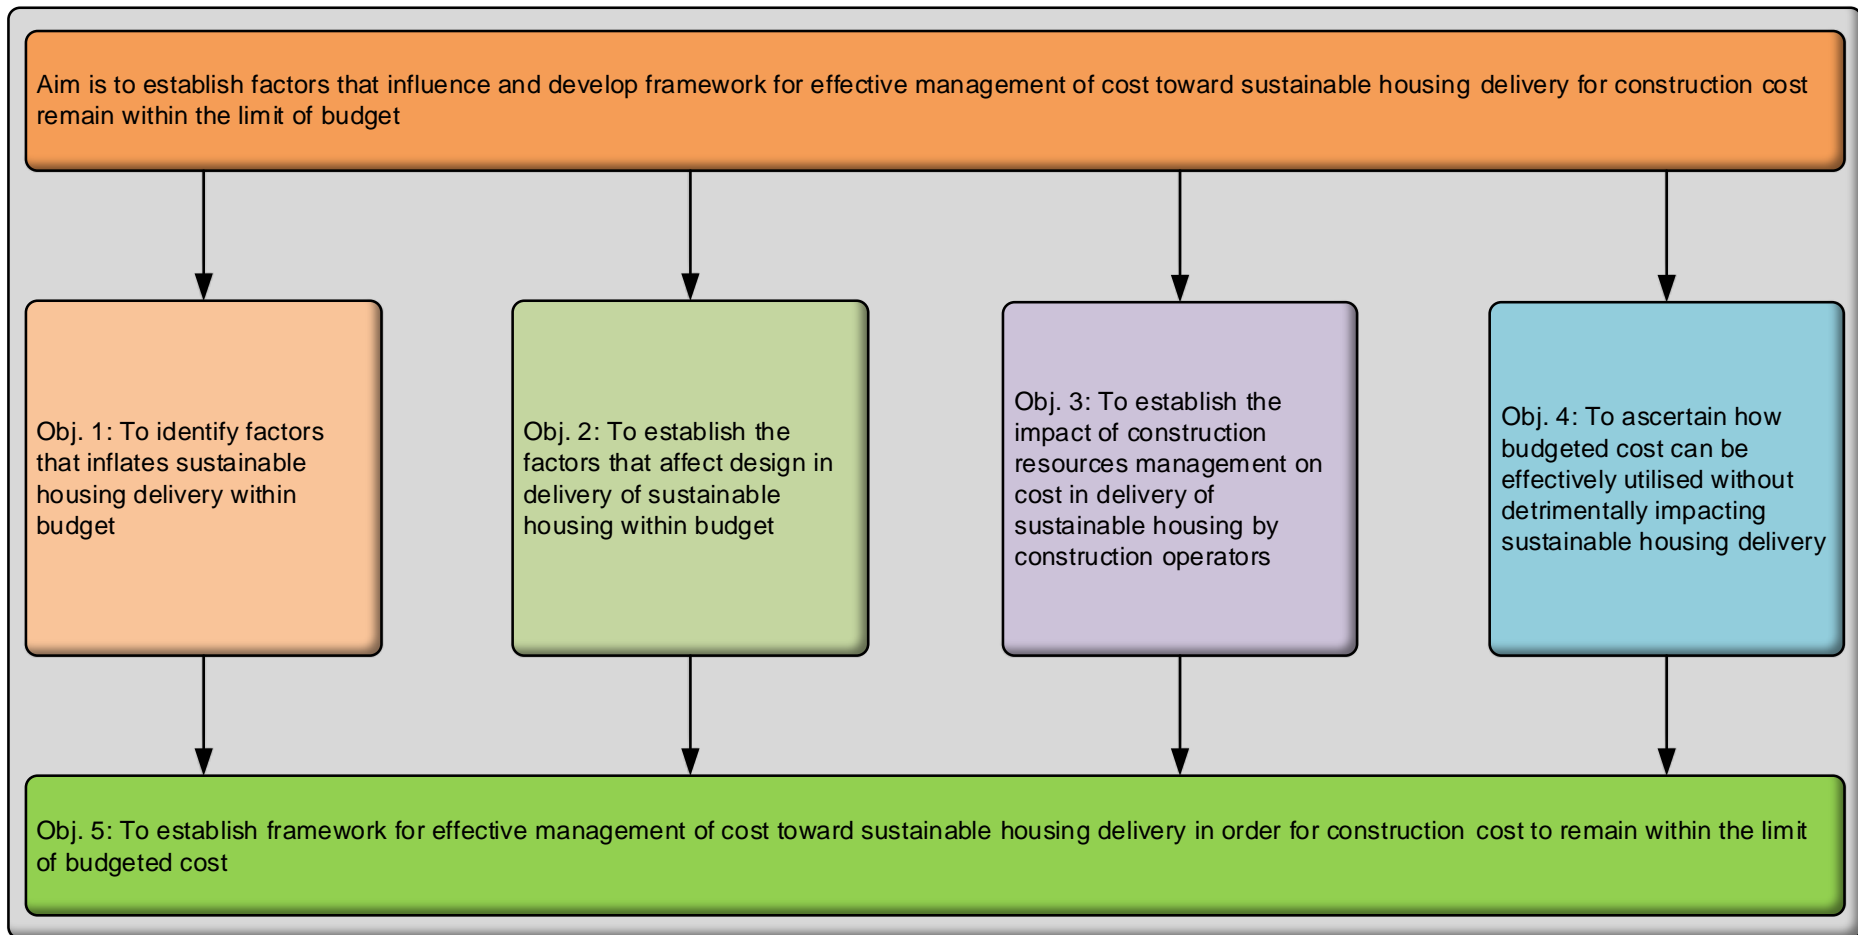 Aim is to establish factors that influence and develop framework for effective management of cost toward sustainable housing delivery for construction cost
remain within the limit of budget
Obj. 1: To identify factors
that inflates sustainable
housing delivery within
budget
Obj. 2: To establish the
factors that affect design in
delivery of sustainable
housing within budget
Obj. 3: To establish the
impact of construction
resources management on
cost in delivery of
sustainable housing by
construction operators
Obj. 4: To ascertain how
budgeted cost can be
effectively utilised without
detrimentally impacting
sustainable housing delivery
Obj. 5: To establish framework for effective management of cost toward sustainable housing delivery in order for construction cost to remain within the limit
of budgeted cost